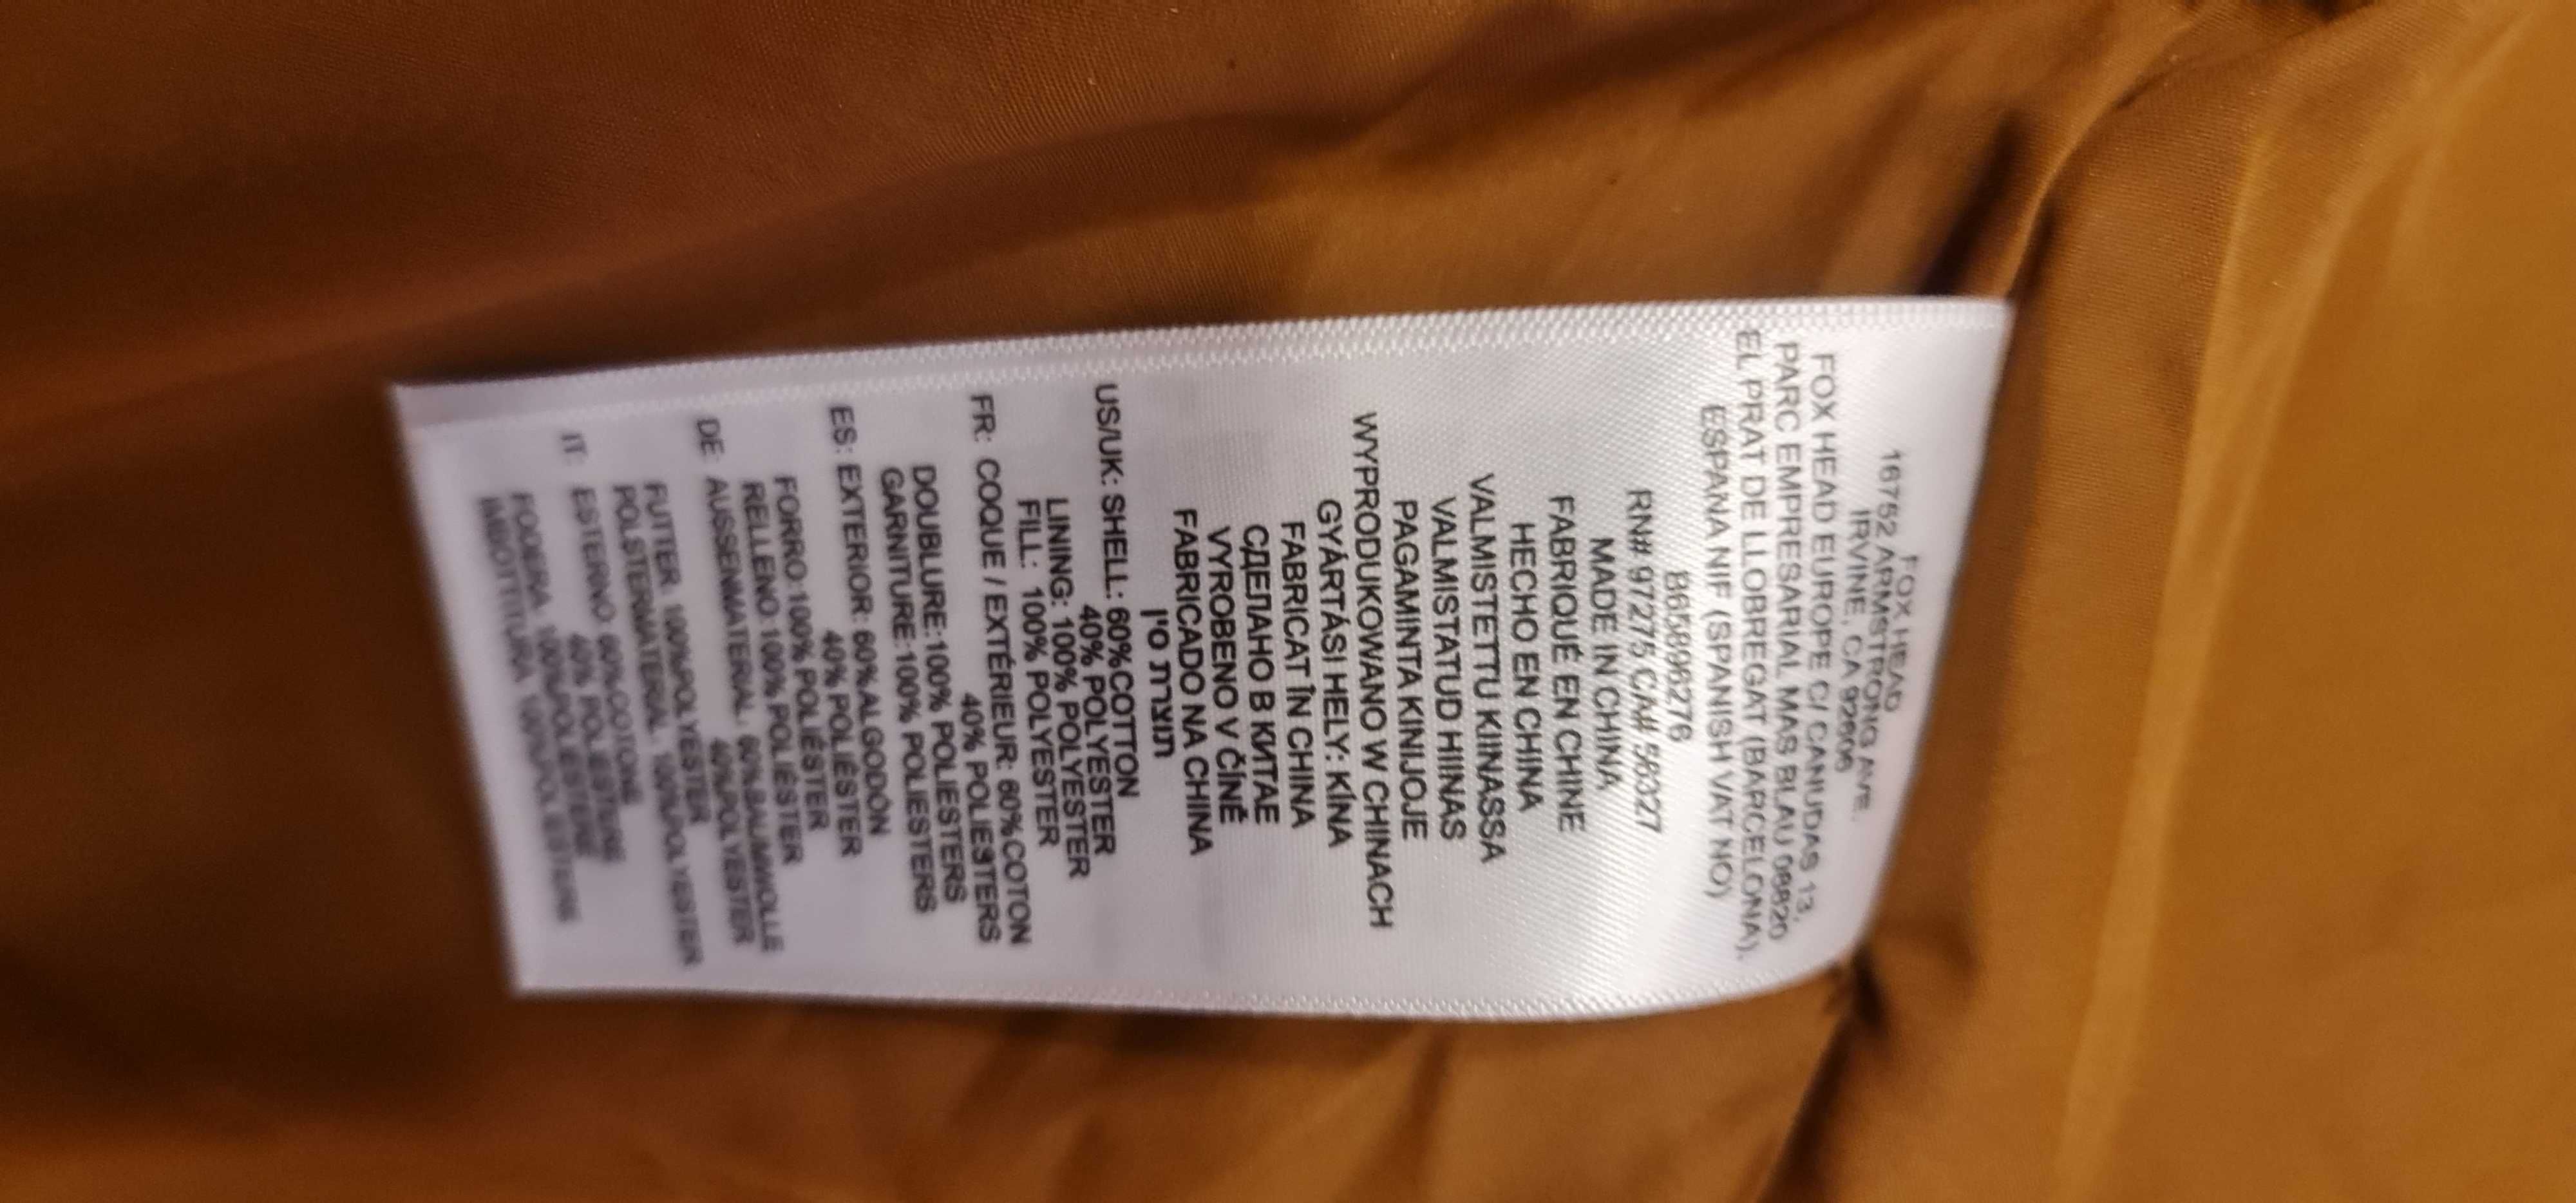 FOX HEAD
16752 ARMSTRONG AVE.
IRVINE, CA 92606
FOX HEAD EUROPE C/ CANUDAS 13,
PARC EMPRESARIAL MAS BLAU 08820
EL PRAT DE LLOBREGAT (BARCELONA),
ESPANA NIF (SPANISH VAT NO)
B65896276
RN# 97275 CA# 56327
MADE IN CHINA
FABRIQUÉ EN CHINE
HECHO EN CHINA
VALMISTETTU KIINASSA
VALMISTATUD HIINAS
PAGAMINTA KINIJOJE
WYPRODUKOWANO W CHINACH
GYÁRTÁSI HELY: KÍNA
FABRICAT ÎN CHINA
СДЕЛАНО В КИТАЕ
VYROBENO V ČÍNĚ
FABRICADO NA CHINA
תוצרת סין
US/UK: SHELL: 60%COTTON
40% POLYESTER
LINING: 100% POLYESTER
FILL: 100% POLYESTER
FR: COQUE / EXTÉRIEUR: 60%COTON
40% POLIESTERS
DOUBLURE:100% POLIESTERS
GARNITURE:100% POLIESTERS
ES: EXTERIOR: 60%ALGODÓN
40% POLIÉSTER
FORRO:100% POLIÉSTER
RELLENO:100% POLIÉSTER
DE: AUSSENMATERIAL: 60%BAUMWOLLE
40%POLYESTER
FUTTER: 100%POLYESTER
POLSTERMATERIAL: 100%POLYESTER
IT: ESTERNO: 60%COTONE
40% POLIESTERE
FODERA: 100%POLIESTERE
IMBOTTITURA: 100%POLIESTERE